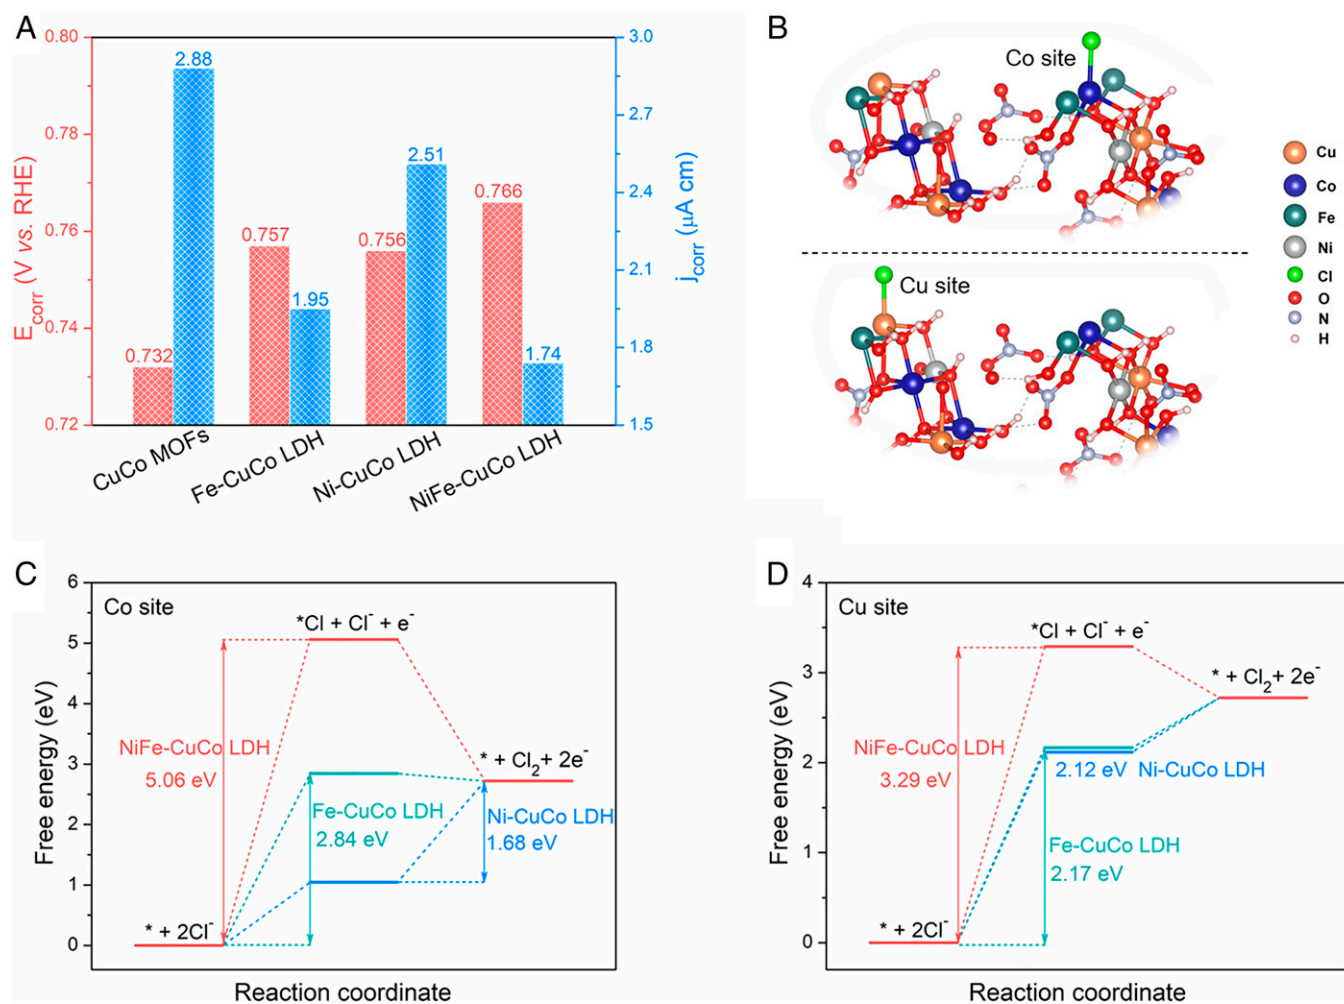 A
0.80
0.78
0.76
0.74
0.72
E_corr (V vs. RHE)
0.732
2.88
0.757
1.95
0.756
2.51
0.766
1.74
3.0
2.7
2.4
2.1
1.8
1.5
j_corr (μA cm)
CuCo MOFs
Fe-CuCo LDH
Ni-CuCo LDH
NiFe-CuCo LDH
B
Co site
Cu site
Cu
Co
Fe
Ni
Cl
O
N
H
C
Co site
6
5
4
3
2
1
0
Free energy (eV)
*Cl + Cl⁻ + e⁻
NiFe-CuCo LDH
5.06 eV
* + Cl₂+ 2e⁻
Fe-CuCo LDH
2.84 eV
Ni-CuCo LDH
1.68 eV
* + 2Cl⁻
Reaction coordinate
D
Cu site
4
3
2
1
0
Free energy (eV)
*Cl + Cl⁻ + e⁻
* + Cl₂+ 2e⁻
NiFe-CuCo LDH
3.29 eV
2.12 eV Ni-CuCo LDH
Fe-CuCo LDH
2.17 eV
* + 2Cl⁻
Reaction coordinate